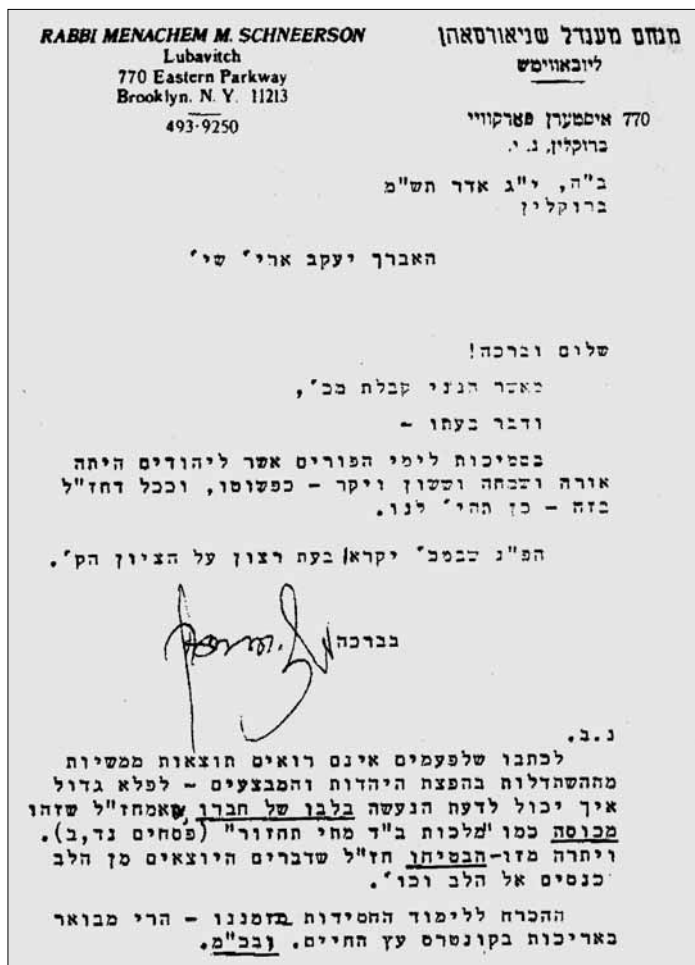 RABBI MENACHEM M. SCHNEERSON
Lubavitch
770 Eastern Parkway
Brooklyn. N. Y. 11213
493-9250
מנחם מענדל שניאורסאהן
ליובאוויטש
770 איסטערן פארקוויי
ברוקלין, נ. י.
ב"ה, י"ג אדר תש"מ
ברוקלין
האברך יעקב ארי' שי'
שלום וברכה!
מאשר הנני קבלת מכ',
ודבר בעתו -
בסמיכות לימי הפורים אשר ליהודים היתה
אורה ושמחה וששון ויקר - כפשוטו, וככל דחז"ל
בזה - כן תהי' לנו.
הפ"נ שבמכ' יקרא בעת רצון על הציון הק'.
בברכה
נ.ב.
לכתבו שלפעמים אינם רואים תוצאות ממשיות
מההשתדלות בהפצת היהדות והמבצעים - לפלא גדול
איך יכול לדעת הנעשה בלבו של חברו, שאמחז"ל שזהו
מכוסה כמו "מלכות ב"ד מתי תחזור" (פסחים נד,ב).
ויתרה מזו-הבטיחו חז"ל שדברים היוצאים מן הלב
כנסים אל הלב וכו'.
ההכרח ללימוד החסידות בזמננו - הרי מבואר
באריכות בקונטרס עץ החיים. ובכ"מ.